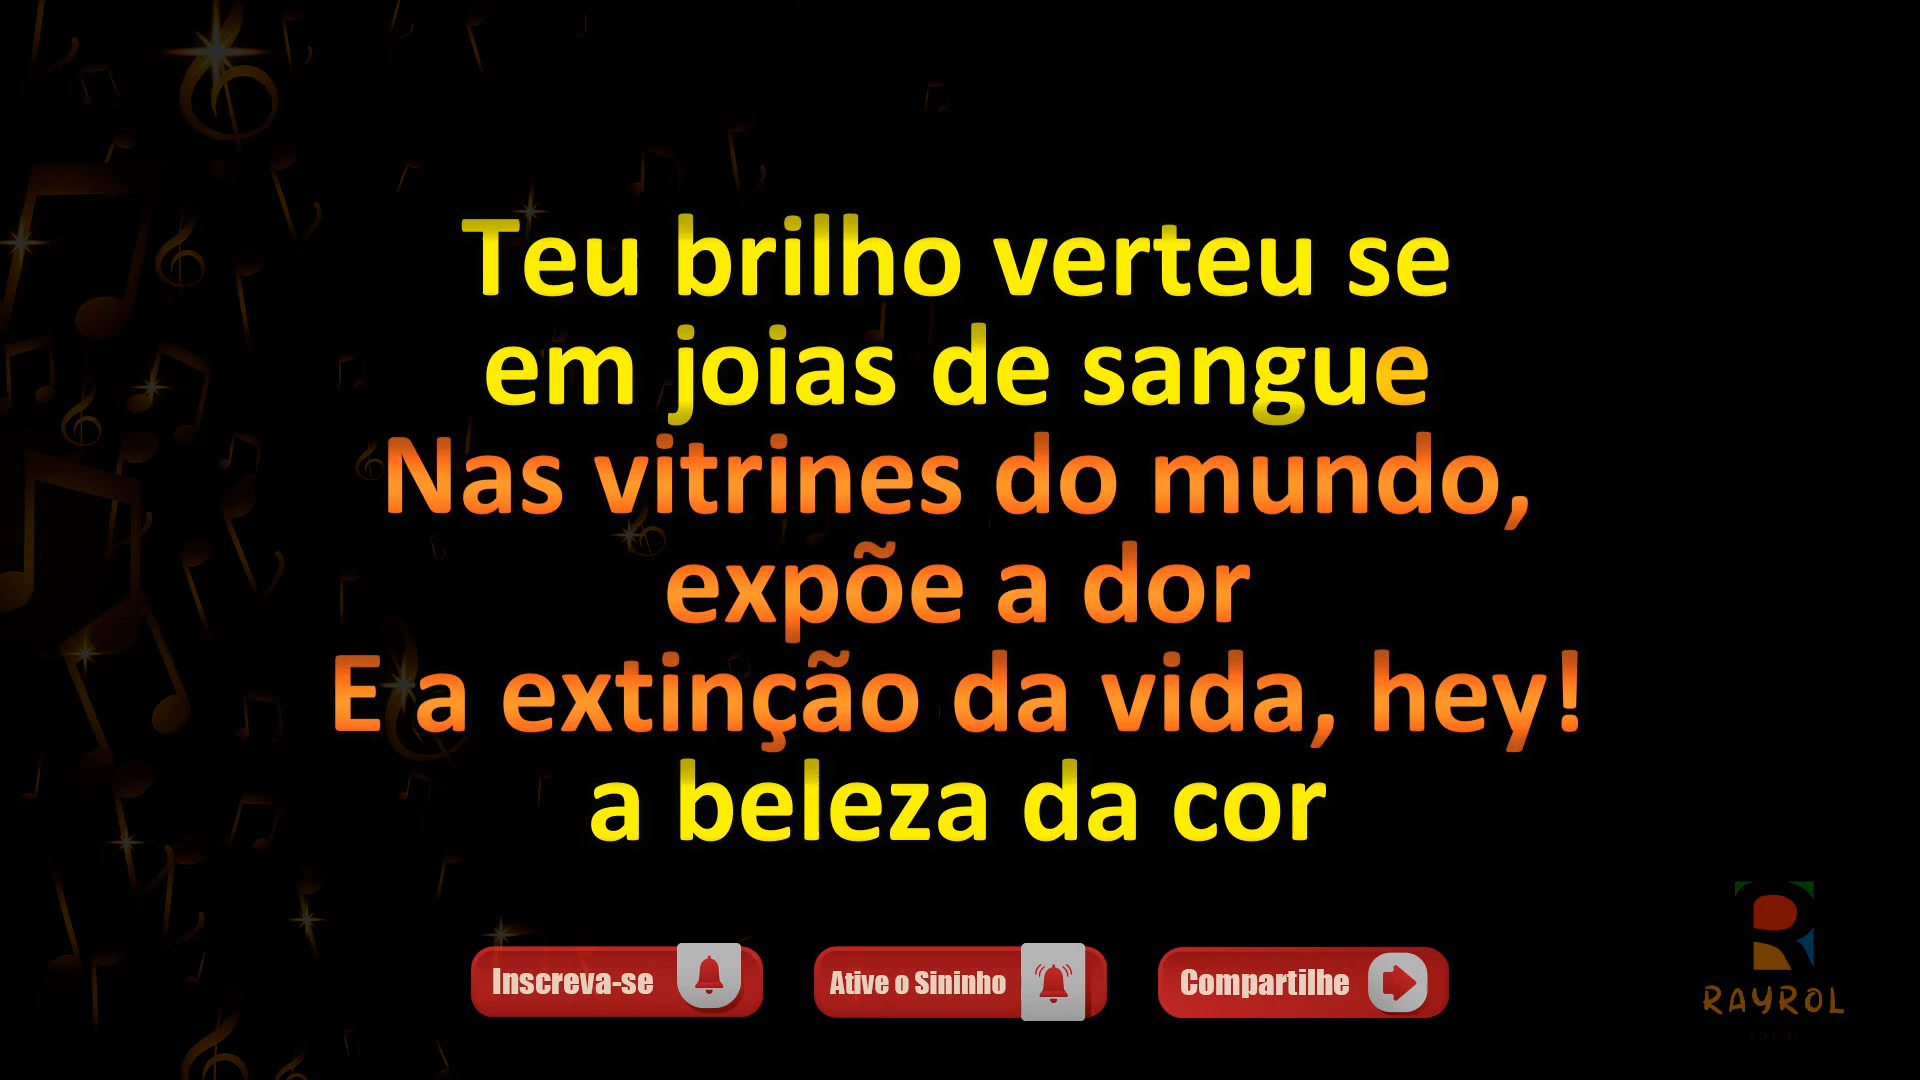 Teu brilho verteu se
em joias de sangue
Nas vitrines do mundo,
expõe a dor
E a extinção da vida, hey!
a beleza da cor
Inscreva-se
Ative o Sininho
Compartilhe
RAYROL